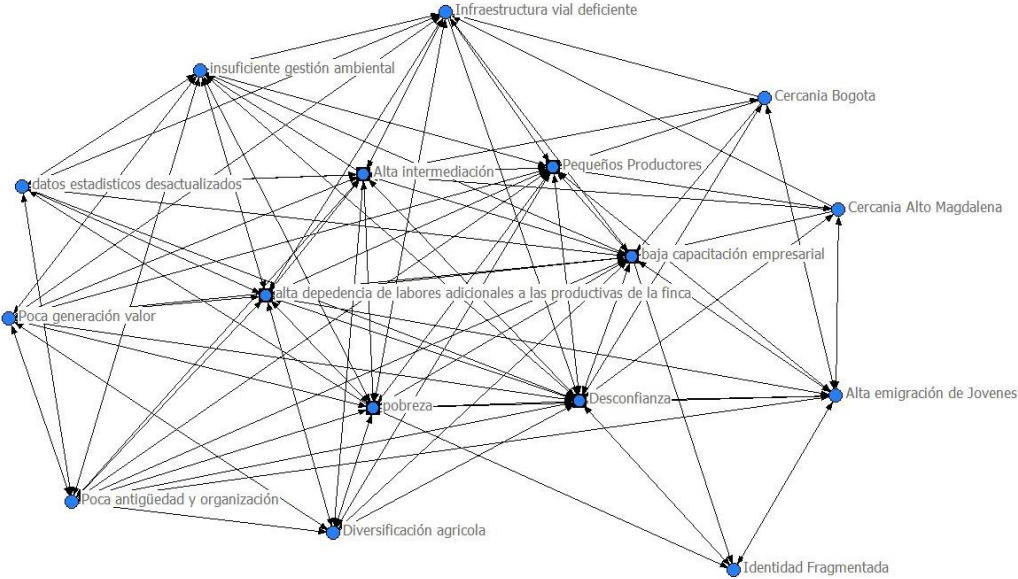 Infraestructura vial deficiente
insuficiente gestión ambiental
Cercania Bogota
Pequeños Productores
Alta intermediación
datos estadisticos desactualizados
Cercania Alto Magdalena
baja capacitación empresarial
alta depedencia de labores adicionales a las productivas de la finca
Poca generación valor
Alta emigración de Jovenes
Desconfianza
pobreza
Poca antigüedad y organización
Diversificación agricola
Identidad Fragmentada